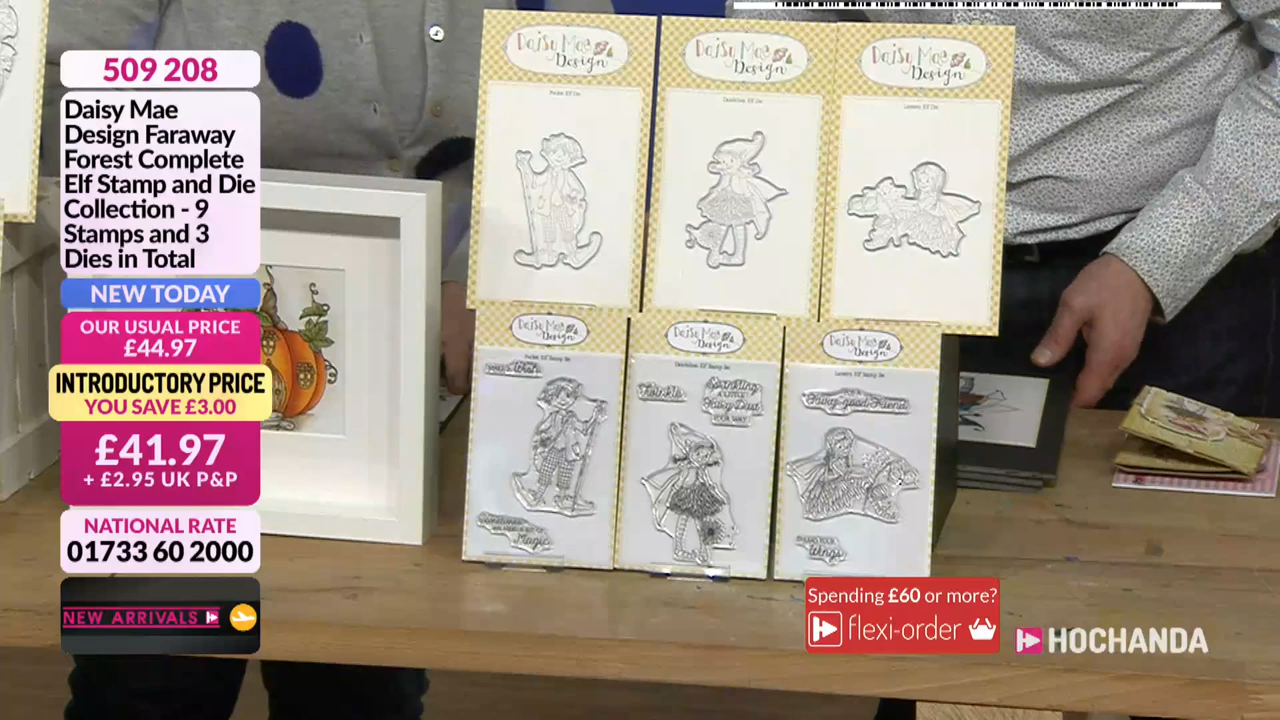 509 208
Daisy Mae
Design Faraway
Forest Complete
Elf Stamp and Die
Collection - 9
Stamps and 3
Dies in Total
NEW TODAY
OUR USUAL PRICE
£44.97
INTRODUCTORY PRICE
YOU SAVE £3.00
£41.97
+ £2.95 UK P&P
NATIONAL RATE
01733 60 2000
NEW ARRIVALS
Daisy Mae
Design
Daisy Mae
Design
Daisy Mae
Design
Daisy Mae
Design
Daisy Mae
Design
Daisy Mae
Design
Twinkle
Sometimes
Magic
Wings
Spending £60 or more?
flexi-order
HOCHANDA